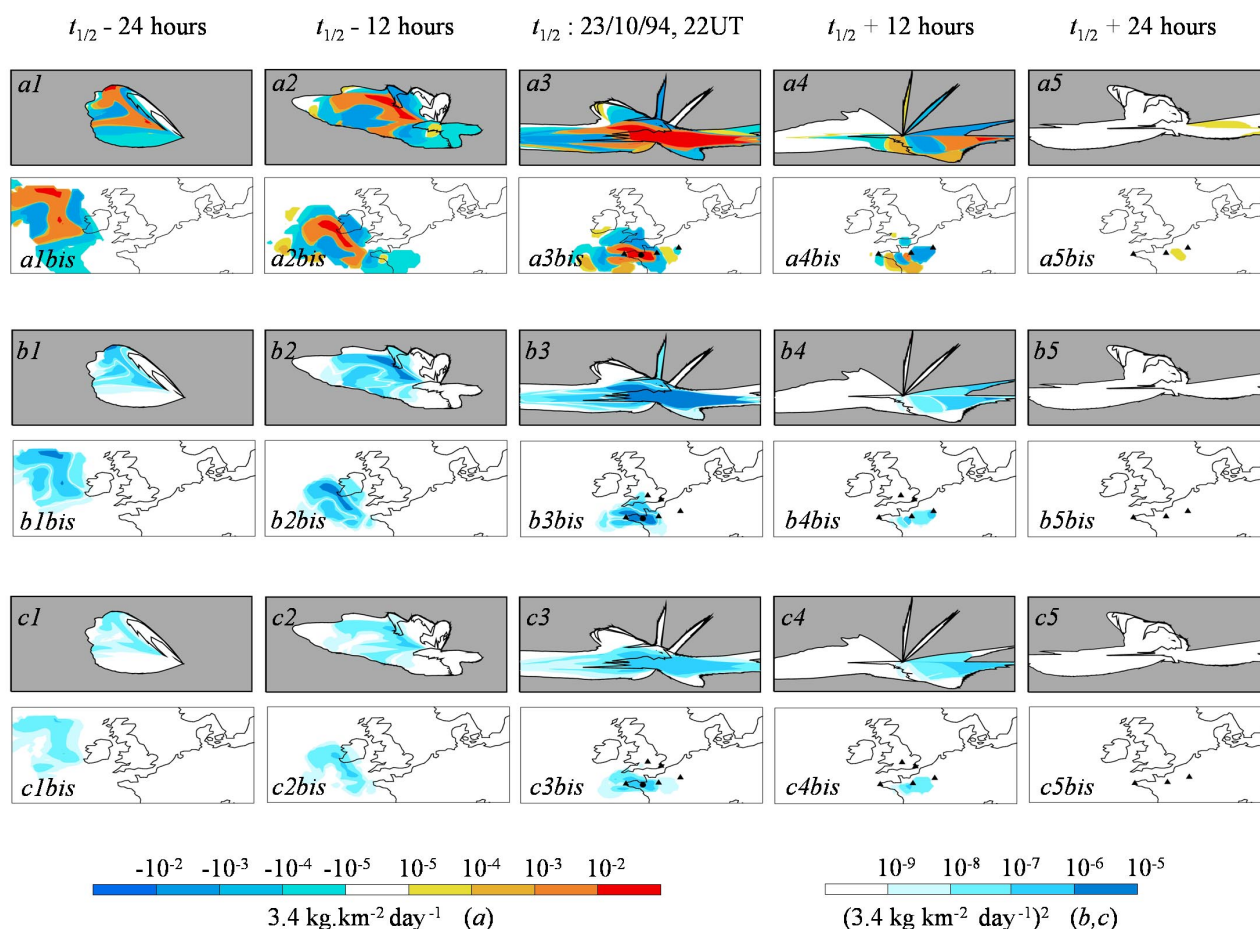 t1/2 - 24 hours t1/2 - 12 hours t1/2 : 23/10/94, 22UT t1/2 + 12 hours t1/2 + 24 hours
a1 a2 a3 a4 a5
a1bis a2bis a3bis a4bis a5bis
b1 b2 b3 b4 b5
b1bis b2bis b3bis b4bis b5bis
c1 c2 c3 c4 c5
c1bis c2bis c3bis c4bis c5bis
-10-2 -10-3 -10-4 -10-5 10-5 10-4 10-3 10-2 10-9 10-8 10-7 10-6 10-5
3.4 kg.km-2 day-1 (a) (3.4 kg km-2 day-1)2 (b,c)